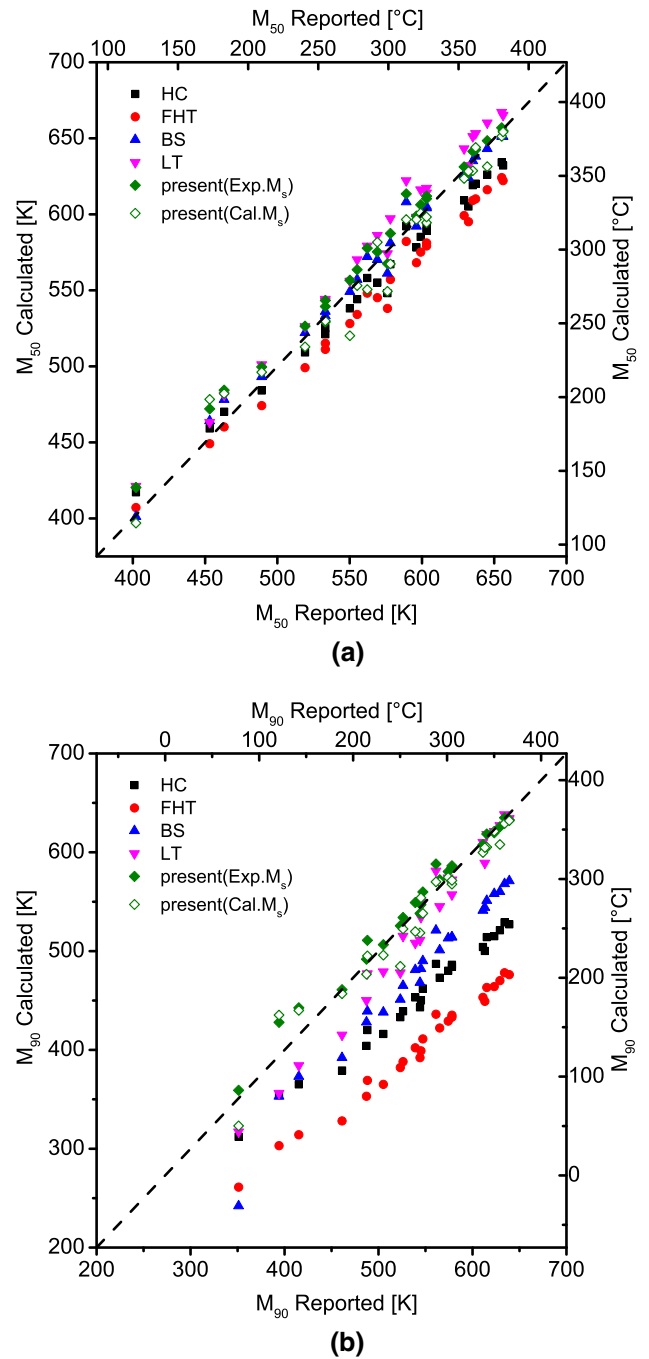 M50 Reported [°C]
100 150 200 250 300 350 400
700
650
600
550
500
450
400
M50 Calculated [K]
HC
FHT
BS
LT
present(Exp.Ms)
present(Cal.Ms)
400
350
300
250
200
150
100
M50 Calculated [°C]
400 450 500 550 600 650 700
M50 Reported [K]
(a)
M90 Reported [°C]
0 100 200 300 400
700
600
500
400
300
200
M90 Calculated [K]
HC
FHT
BS
LT
present(Exp.Ms)
present(Cal.Ms)
400
300
200
100
0
M90 Calculated [°C]
200 300 400 500 600 700
M90 Reported [K]
(b)